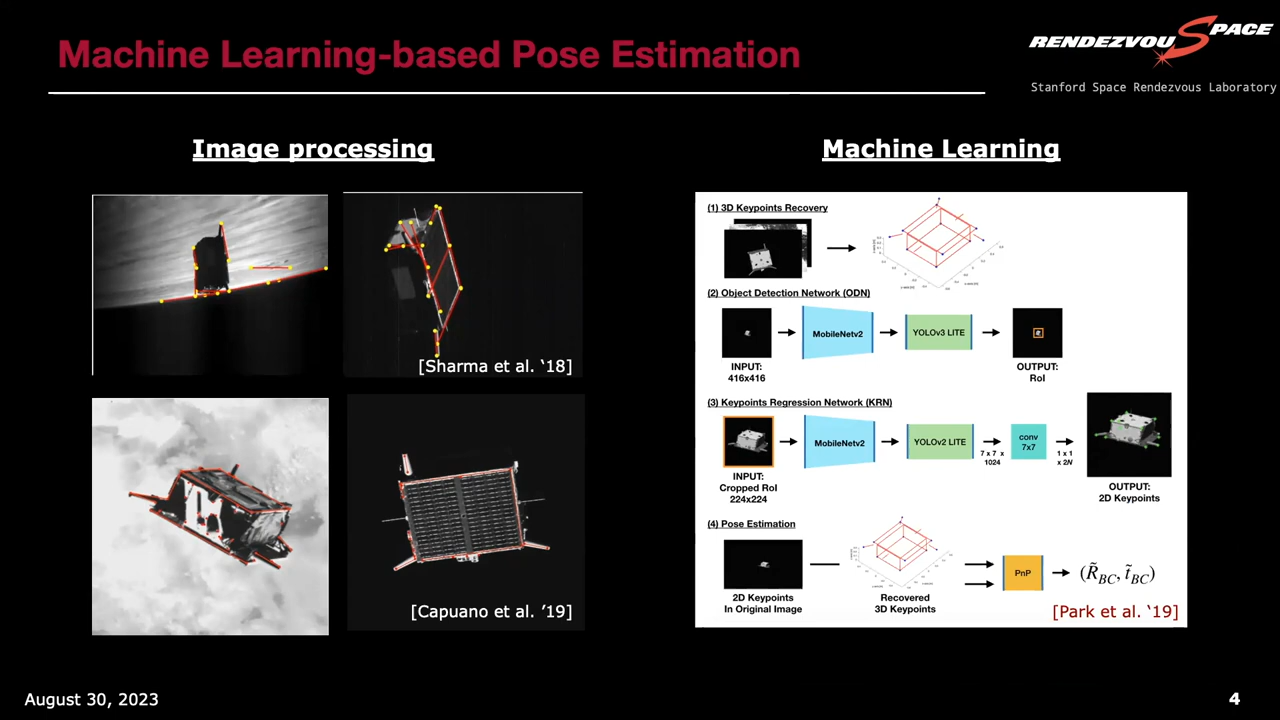 Machine Learning-based Pose Estimation
RENDEZVOUSPACE
Stanford Space Rendezvous Laboratory
Image processing
[Sharma et al. ‘18]
[Capuano et al. ’19]
Machine Learning
(1) 3D Keypoints Recovery
(2) Object Detection Network (ODN)
MobileNetv2
YOLOv3 LITE
INPUT:
416x416
OUTPUT:
RoI
(3) Keypoints Regression Network (KRN)
MobileNetv2
YOLOv2 LITE
7 x 7 x
1024
conv
7x7
1 x 1
x 2N
INPUT:
Cropped RoI
224x224
OUTPUT:
2D Keypoints
(4) Pose Estimation
PnP
(R̃BC, t̃BC)
2D Keypoints
In Original Image
Recovered
3D Keypoints
[Park et al. ‘19]
August 30, 2023
4